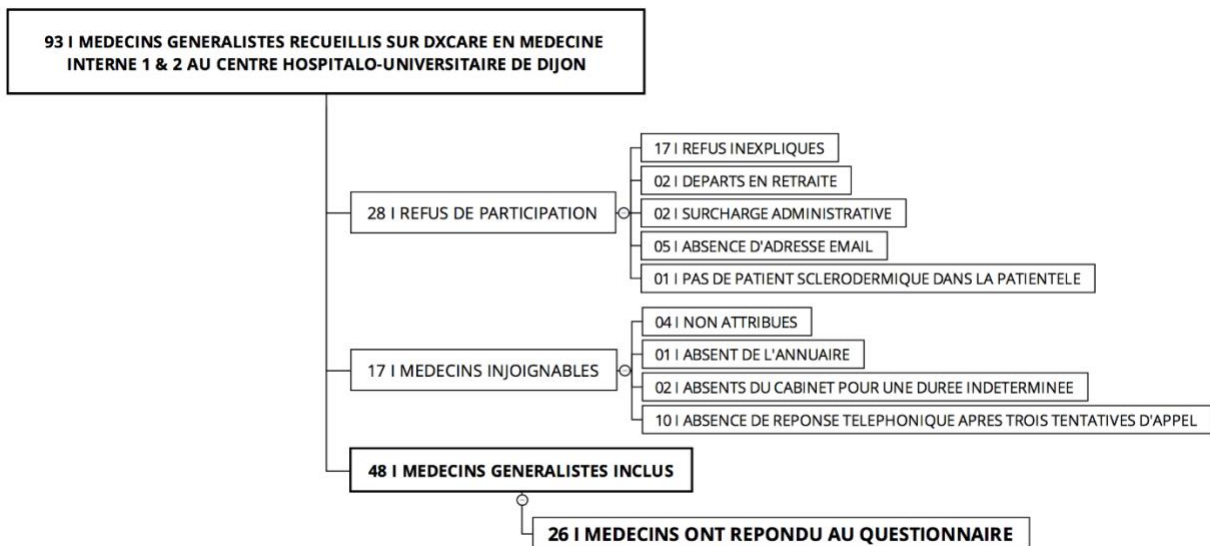 93 I MEDECINS GENERALISTES RECUEILLIS SUR DXCARE EN MEDECINE
INTERNE 1 & 2 AU CENTRE HOSPITALO-UNIVERSITAIRE DE DIJON
28 I REFUS DE PARTICIPATION
17 I REFUS INEXPLIQUES
02 I DEPARTS EN RETRAITE
02 I SURCHARGE ADMINISTRATIVE
05 I ABSENCE D'ADRESSE EMAIL
01 I PAS DE PATIENT SCLERODERMIQUE DANS LA PATIENTELE
17 I MEDECINS INJOIGNABLES
04 I NON ATTRIBUES
01 I ABSENT DE L'ANNUAIRE
02 I ABSENTS DU CABINET POUR UNE DUREE INDETERMINEE
10 I ABSENCE DE REPONSE TELEPHONIQUE APRES TROIS TENTATIVES D'APPEL
48 I MEDECINS GENERALISTES INCLUS
26 I MEDECINS ONT REPONDU AU QUESTIONNAIRE